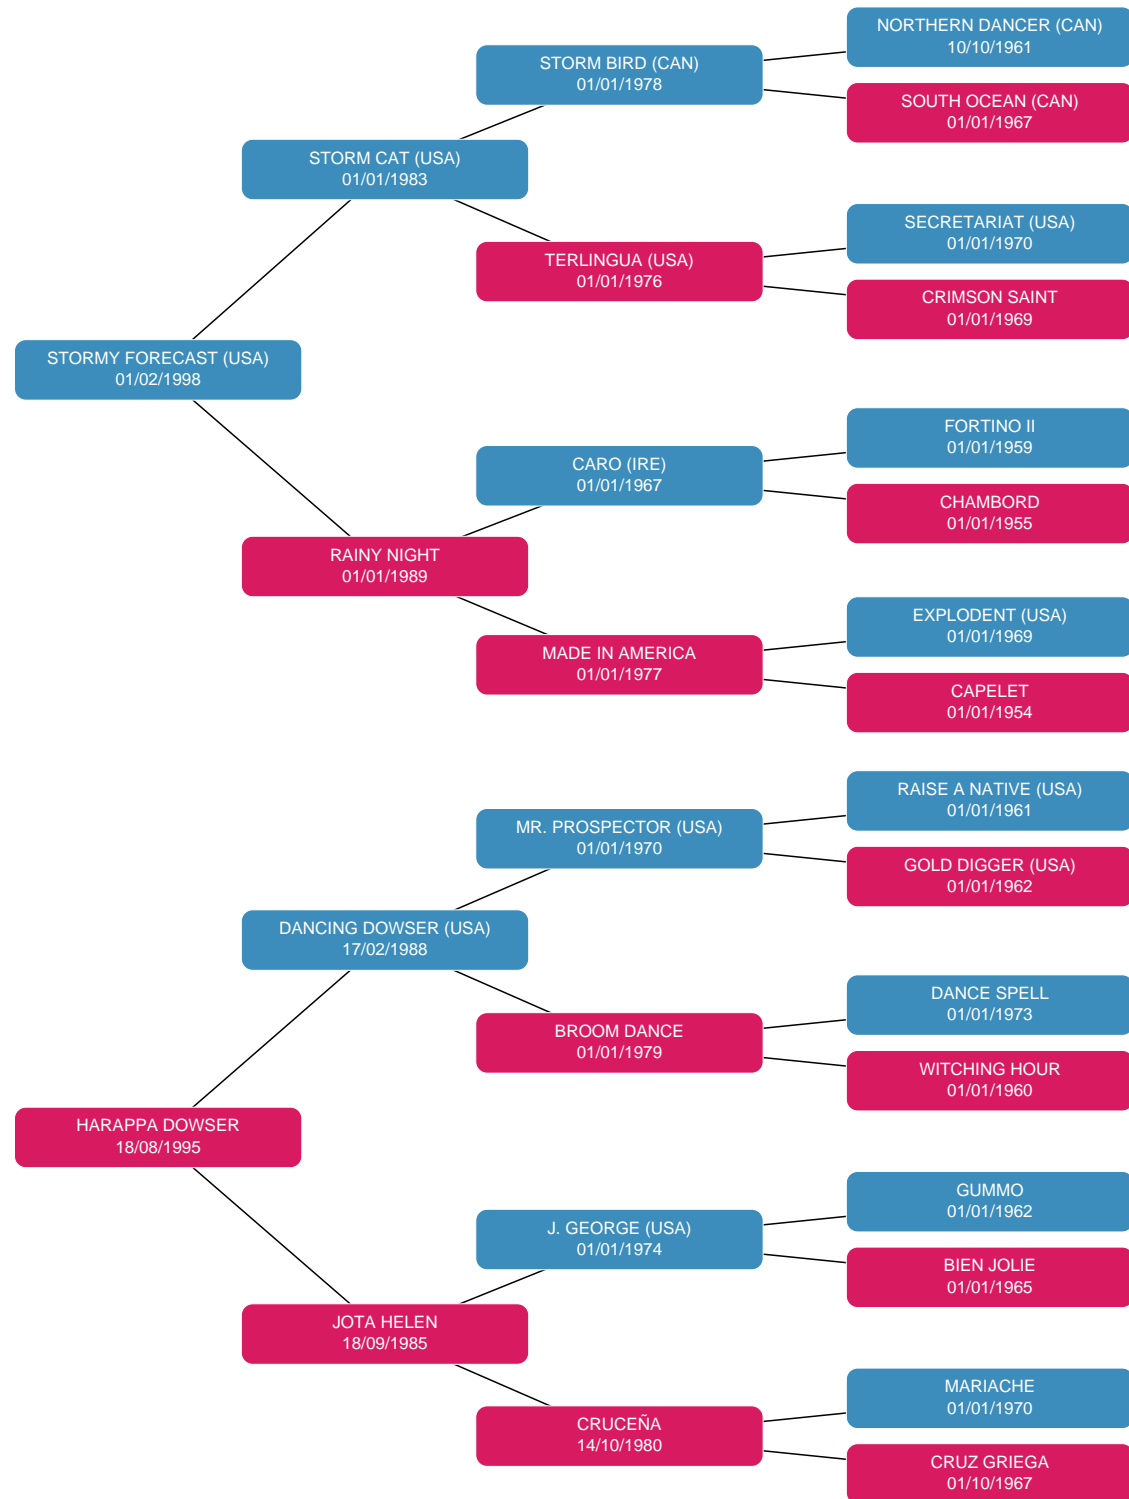 NORTHERN DANCER (CAN)
10/10/1961
STORM BIRD (CAN)
01/01/1978
SOUTH OCEAN (CAN)
01/01/1967
STORM CAT (USA)
01/01/1983
SECRETARIAT (USA)
01/01/1970
TERLINGUA (USA)
01/01/1976
CRIMSON SAINT
01/01/1969
STORMY FORECAST (USA)
01/02/1998
FORTINO II
01/01/1959
CARO (IRE)
01/01/1967
CHAMBORD
01/01/1955
RAINY NIGHT
01/01/1989
EXPLODENT (USA)
01/01/1969
MADE IN AMERICA
01/01/1977
CAPELET
01/01/1954
RAISE A NATIVE (USA)
01/01/1961
MR. PROSPECTOR (USA)
01/01/1970
GOLD DIGGER (USA)
01/01/1962
DANCING DOWSER (USA)
17/02/1988
DANCE SPELL
01/01/1973
BROOM DANCE
01/01/1979
WITCHING HOUR
01/01/1960
HARAPPA DOWSER
18/08/1995
GUMMO
01/01/1962
J. GEORGE (USA)
01/01/1974
BIEN JOLIE
01/01/1965
JOTA HELEN
18/09/1985
MARIACHE
01/01/1970
CRUCEÑA
14/10/1980
CRUZ GRIEGA
01/10/1967